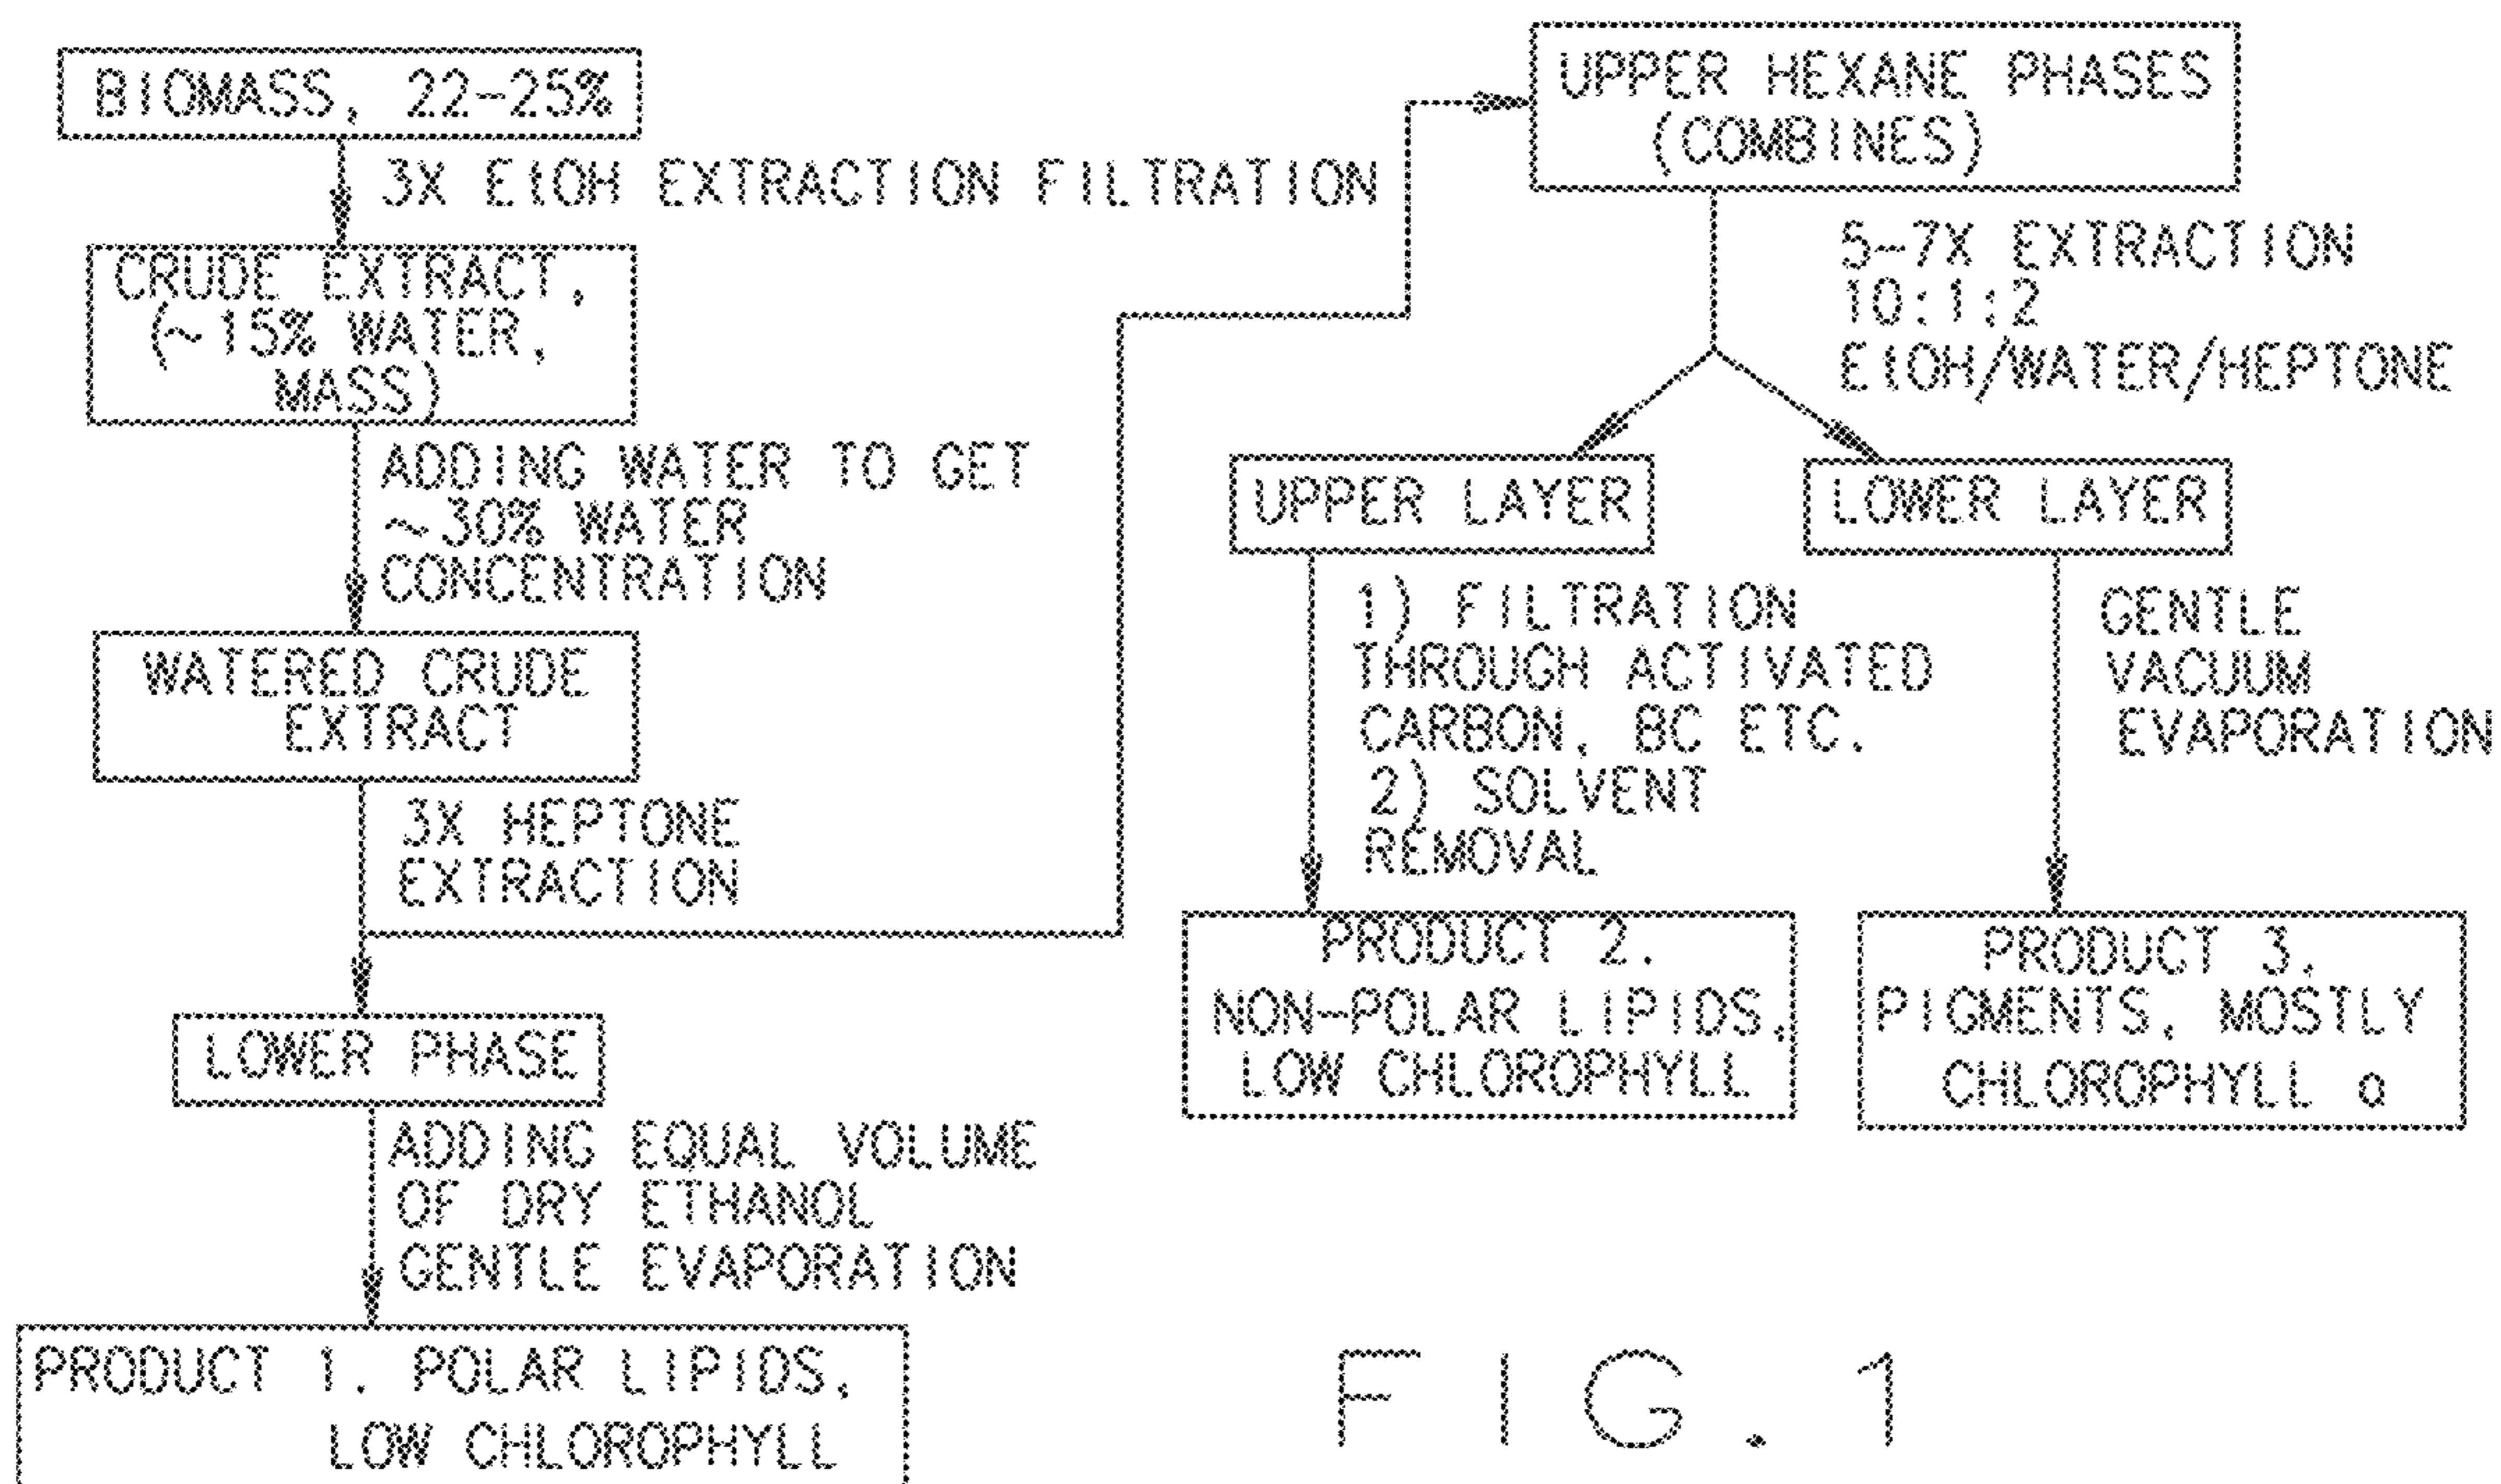 BIOMASS, 22-25%
3X EtOH EXTRACTION FILTRATION
CRUDE EXTRACT,
(~15% WATER,
MASS)
ADDING WATER TO GET
~30% WATER
CONCENTRATION
WATERED CRUDE
EXTRACT
3X HEPTONE
EXTRACTION
LOWER PHASE
ADDING EQUAL VOLUME
OF DRY ETHANOL
GENTLE EVAPORATION
PRODUCT 1. POLAR LIPIDS,
LOW CHLOROPHYLL
UPPER HEXANE PHASES
(COMBINES)
5-7X EXTRACTION
10:1:2
EtOH/WATER/HEPTONE
UPPER LAYER
LOWER LAYER
1) FILTRATION
THROUGH ACTIVATED
CARBON, BC ETC.
2) SOLVENT
REMOVAL
GENTLE
VACUUM
EVAPORATION
PRODUCT 2.
NON-POLAR LIPIDS,
LOW CHLOROPHYLL
PRODUCT 3.
PIGMENTS, MOSTLY
CHLOROPHYLL a
FIG. 1